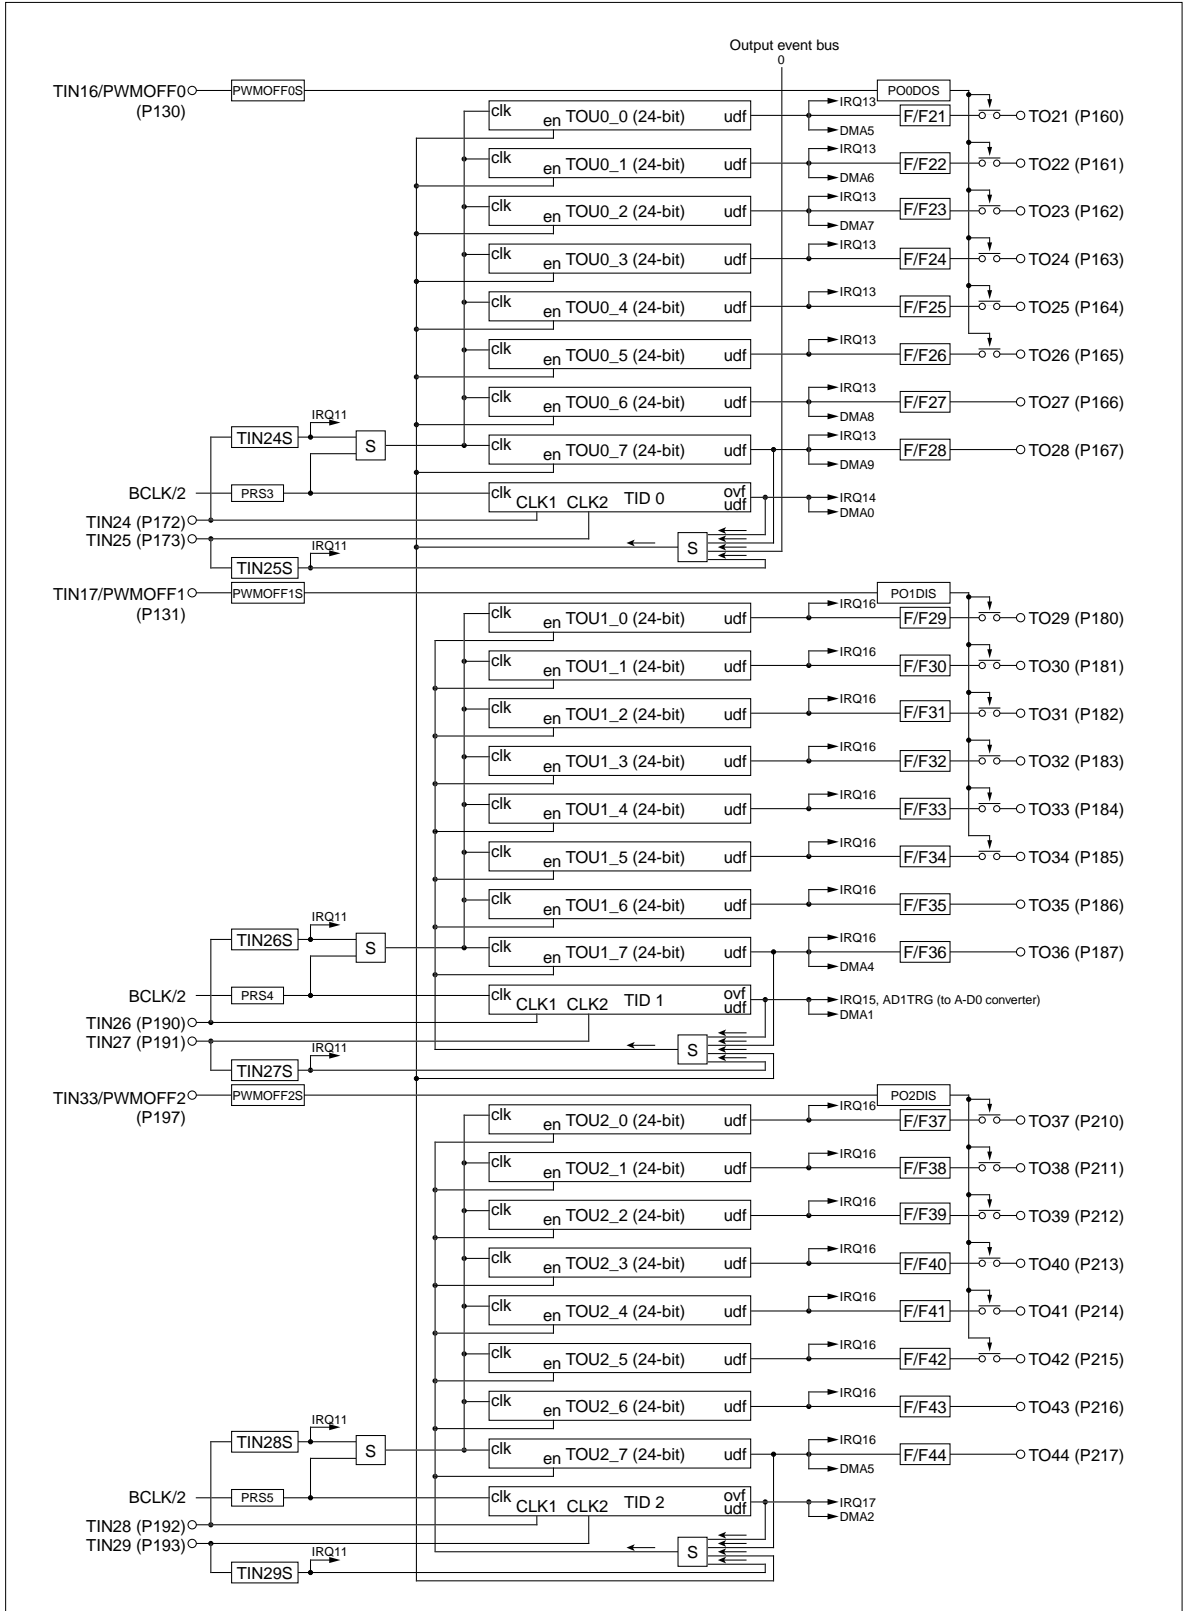 Output event bus
0
TIN16/PWMOFF0
(P130)
PWMOFF0S
PO0DOS
clk en TOU0_0 (24-bit) udf IRQ13 DMA5 F/F21 TO21 (P160)
clk en TOU0_1 (24-bit) udf IRQ13 DMA6 F/F22 TO22 (P161)
clk en TOU0_2 (24-bit) udf IRQ13 DMA7 F/F23 TO23 (P162)
clk en TOU0_3 (24-bit) udf IRQ13 F/F24 TO24 (P163)
clk en TOU0_4 (24-bit) udf IRQ13 F/F25 TO25 (P164)
clk en TOU0_5 (24-bit) udf IRQ13 F/F26 TO26 (P165)
clk en TOU0_6 (24-bit) udf IRQ13 DMA8 F/F27 TO27 (P166)
TIN24S IRQ11 S
clk en TOU0_7 (24-bit) udf IRQ13 DMA9 F/F28 TO28 (P167)
BCLK/2 PRS3
clk CLK1 CLK2 TID 0 ovf udf IRQ14 DMA0
TIN24 (P172)
TIN25 (P173)
TIN25S IRQ11 S
TIN17/PWMOFF1
(P131)
PWMOFF1S
PO1DIS
clk en TOU1_0 (24-bit) udf IRQ16 F/F29 TO29 (P180)
clk en TOU1_1 (24-bit) udf IRQ16 F/F30 TO30 (P181)
clk en TOU1_2 (24-bit) udf IRQ16 F/F31 TO31 (P182)
clk en TOU1_3 (24-bit) udf IRQ16 F/F32 TO32 (P183)
clk en TOU1_4 (24-bit) udf IRQ16 F/F33 TO33 (P184)
clk en TOU1_5 (24-bit) udf IRQ16 F/F34 TO34 (P185)
clk en TOU1_6 (24-bit) udf IRQ16 F/F35 TO35 (P186)
TIN26S IRQ11 S
clk en TOU1_7 (24-bit) udf IRQ16 DMA4 F/F36 TO36 (P187)
BCLK/2 PRS4
clk CLK1 CLK2 TID 1 ovf udf IRQ15, AD1TRG (to A-D0 converter) DMA1
TIN26 (P190)
TIN27 (P191)
TIN27S IRQ11 S
TIN33/PWMOFF2
(P197)
PWMOFF2S
PO2DIS
clk en TOU2_0 (24-bit) udf IRQ16 F/F37 TO37 (P210)
clk en TOU2_1 (24-bit) udf IRQ16 F/F38 TO38 (P211)
clk en TOU2_2 (24-bit) udf IRQ16 F/F39 TO39 (P212)
clk en TOU2_3 (24-bit) udf IRQ16 F/F40 TO40 (P213)
clk en TOU2_4 (24-bit) udf IRQ16 F/F41 TO41 (P214)
clk en TOU2_5 (24-bit) udf IRQ16 F/F42 TO42 (P215)
clk en TOU2_6 (24-bit) udf IRQ16 F/F43 TO43 (P216)
TIN28S IRQ11 S
clk en TOU2_7 (24-bit) udf IRQ16 DMA5 F/F44 TO44 (P217)
BCLK/2 PRS5
clk CLK1 CLK2 TID 2 ovf udf IRQ17 DMA2
TIN28 (P192)
TIN29 (P193)
TIN29S IRQ11 S